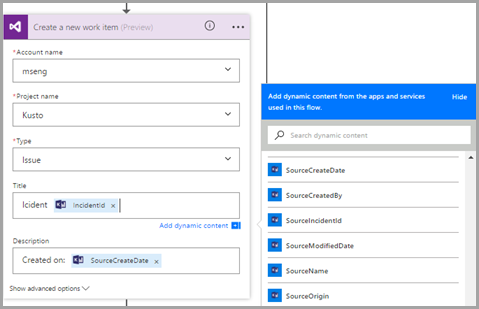 Create a new work item (Preview)
*Account name
mseng
*Project name
Kusto
*Type
Issue
Title
Icident IncidentId x
Add dynamic content
Description
Created on: SourceCreateDate x
Show advanced options
Add dynamic content from the apps and services
used in this flow.
Hide
Search dynamic content
SourceCreateDate
SourceCreatedBy
SourceIncidentId
SourceModifiedDate
SourceName
SourceOrigin